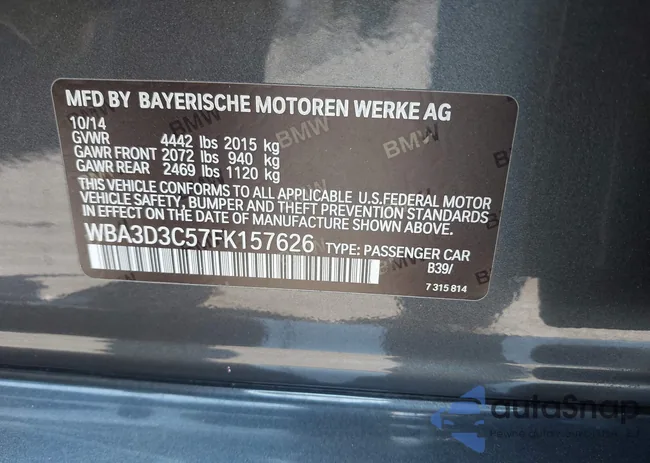 MFD BY BAYERISCHE MOTOREN WERKE AG
10/14
GVWR 4442 lbs 2015 kg
GAWR FRONT 2072 lbs 940 kg
GAWR REAR 2469 lbs 1120 kg
THIS VEHICLE CONFORMS TO ALL APPLICABLE U.S.FEDERAL MOTOR
VEHICLE SAFETY, BUMPER AND THEFT PREVENTION STANDARDS
IN EFFECT ON THE DATE OF MANUFACTURE SHOWN ABOVE.
WBA3D3C57FK157626 TYPE: PASSENGER CAR
B39/
7 315 814
BMW
BMW
BMW
autoSnap